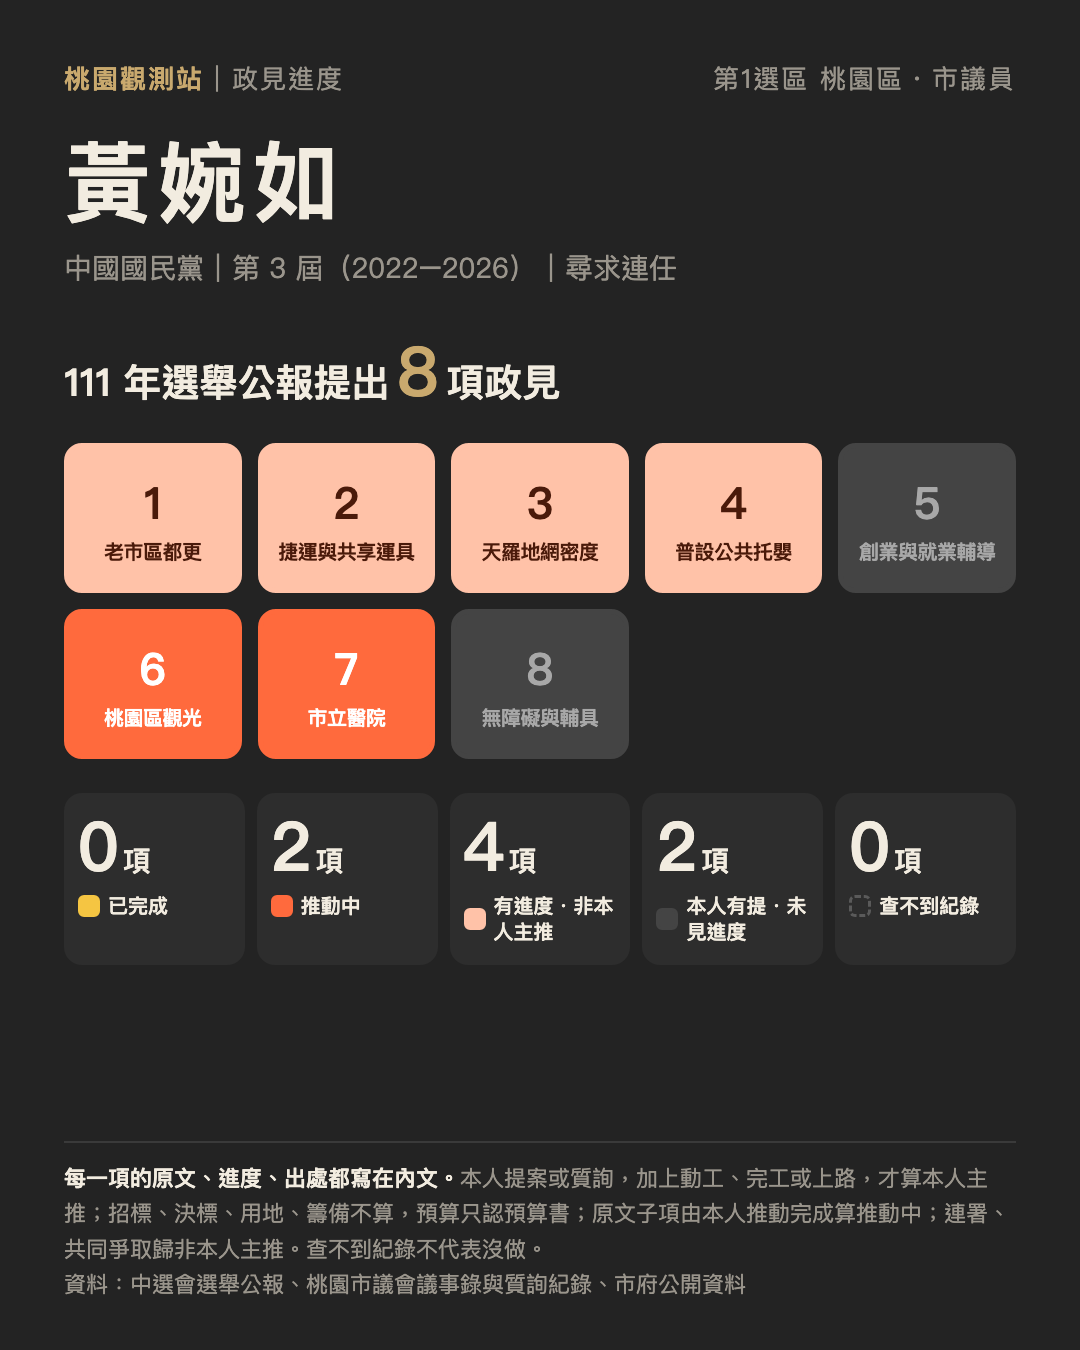 桃園觀測站｜政見進度
第1選區 桃園區·市議員
黃婉如
中國國民黨｜第 3 屆（2022–2026）｜尋求連任
111 年選舉公報提出 8 項政見
1
老市區都更
2
捷運與共享運具
3
天羅地網密度
4
普設公共托嬰
5
創業與就業輔導
6
桃園區觀光
7
市立醫院
8
無障礙與輔具
0項
已完成
2項
推動中
4項
有進度·非本
人主推
2項
本人有提·未
見進度
0項
查不到紀錄
每一項的原文、進度、出處都寫在內文。本人提案或質詢，加上動工、完工或上路，才算本人主
推；招標、決標、用地、籌備不算，預算只認預算書；原文子項由本人推動完成算推動中；連署、
共同爭取歸非本人主推。查不到紀錄不代表沒做。
資料：中選會選舉公報、桃園市議會議事錄與質詢紀錄、市府公開資料